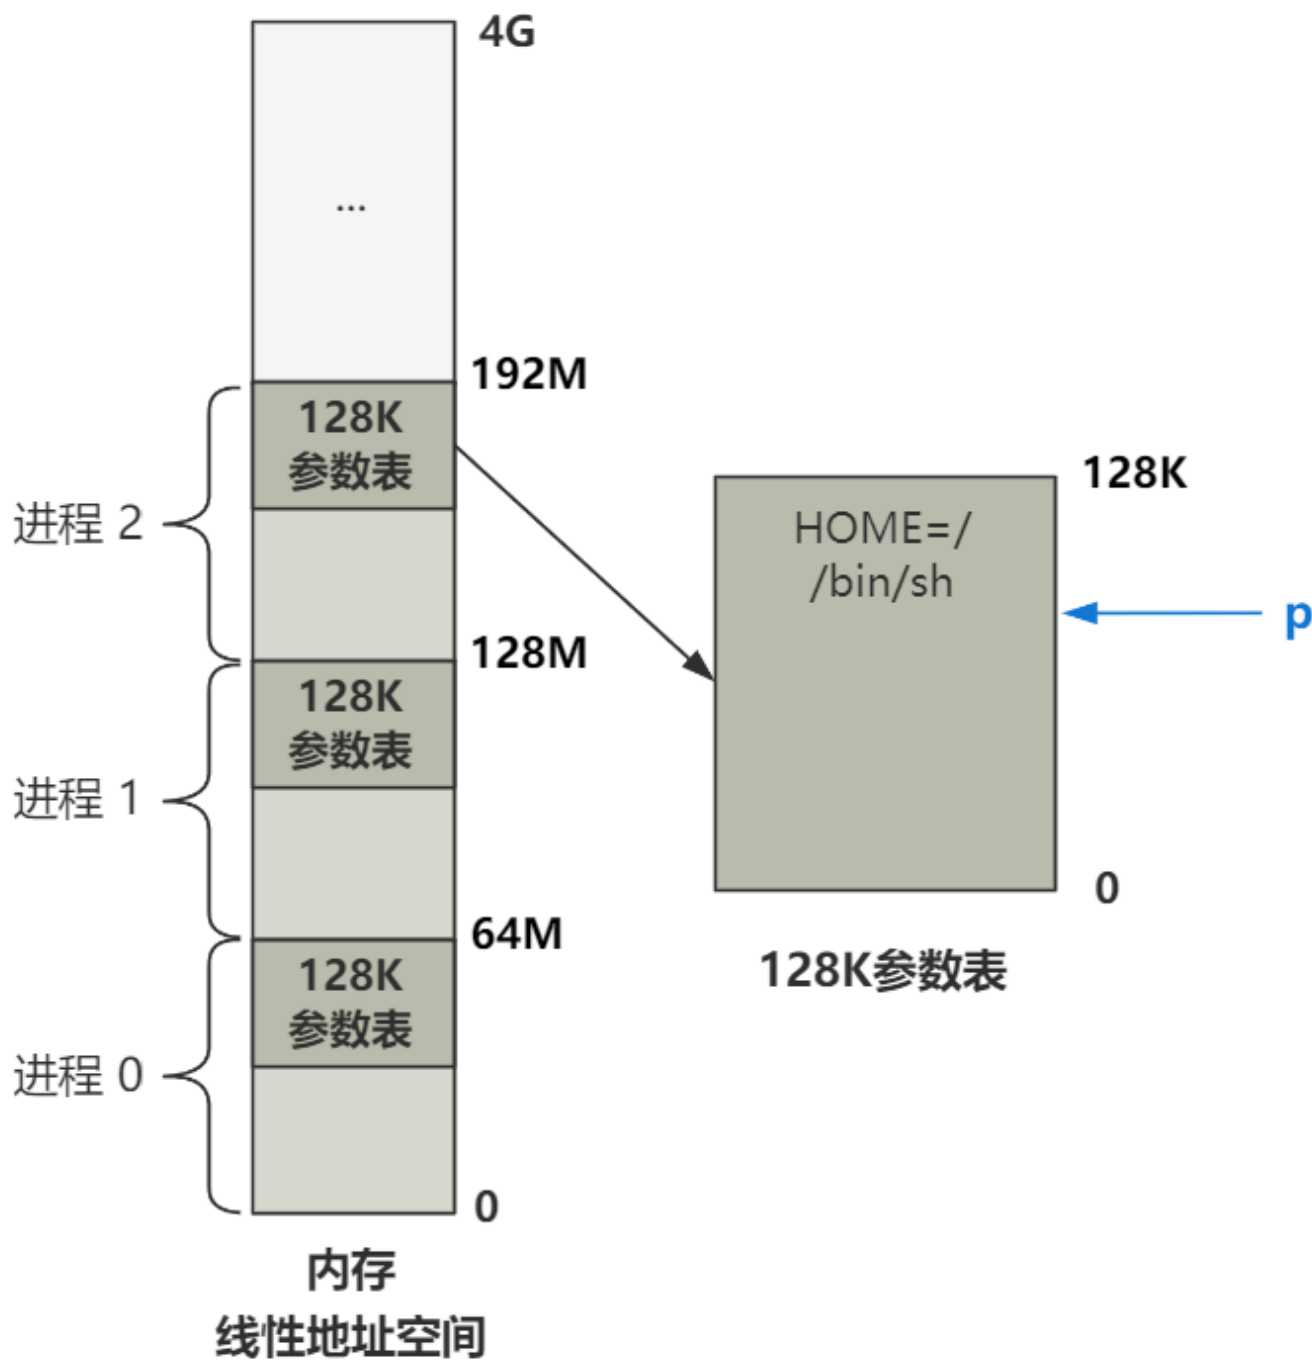 4G
...
192M
128K
参数表
进程 2
128K
HOME=/
/bin/sh
p
128M
128K
参数表
进程 1
0
64M
128K参数表
128K
参数表
进程 0
0
内存
线性地址空间